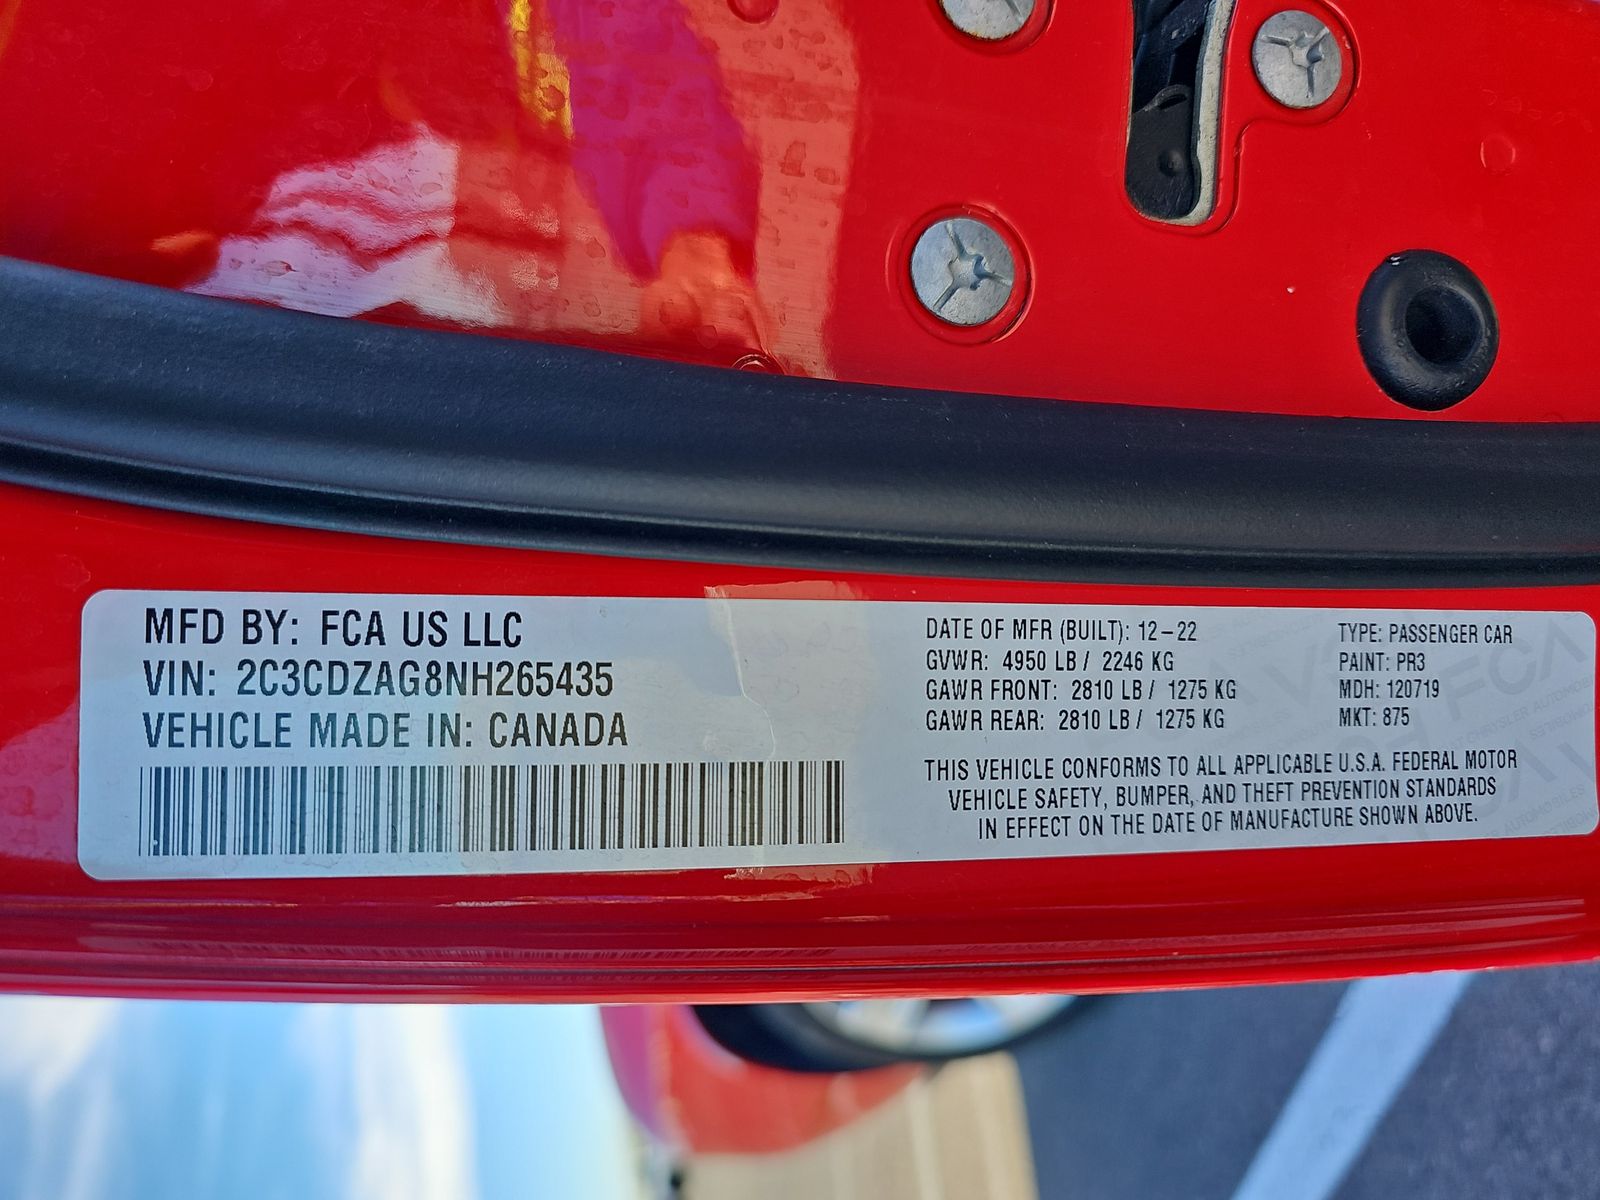 MFD BY: FCA US LLC
VIN: 2C3CDZAG8NH265435
VEHICLE MADE IN: CANADA
DATE OF MFR (BUILT): 12-22
GVWR: 4950 LB / 2246 KG
GAWR FRONT: 2810 LB / 1275 KG
GAWR REAR: 2810 LB / 1275 KG
THIS VEHICLE CONFORMS TO ALL APPLICABLE U.S.A. FEDERAL MOTOR
VEHICLE SAFETY, BUMPER, AND THEFT PREVENTION STANDARDS
IN EFFECT ON THE DATE OF MANUFACTURE SHOWN ABOVE.
TYPE: PASSENGER CAR
PAINT: PR3
MDH: 120719
MKT: 875
FCA